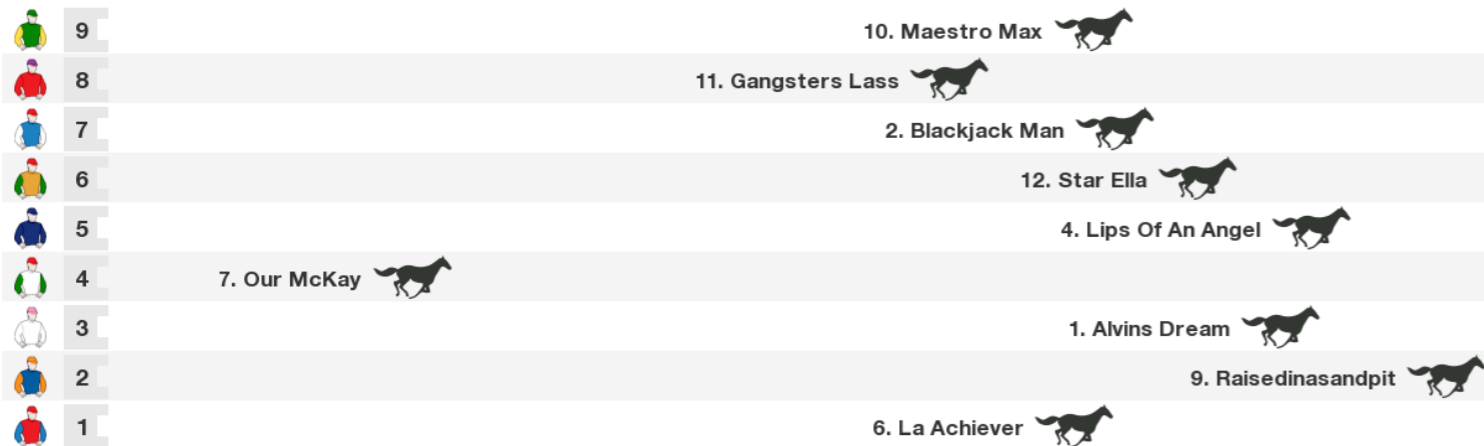 9 10. Maestro Max
8 11. Gangsters Lass
7 2. Blackjack Man
6 12. Star Ella
5 4. Lips Of An Angel
4 7. Our McKay
3 1. Alvins Dream
2 9. Raisedinasandpit
1 6. La Achiever